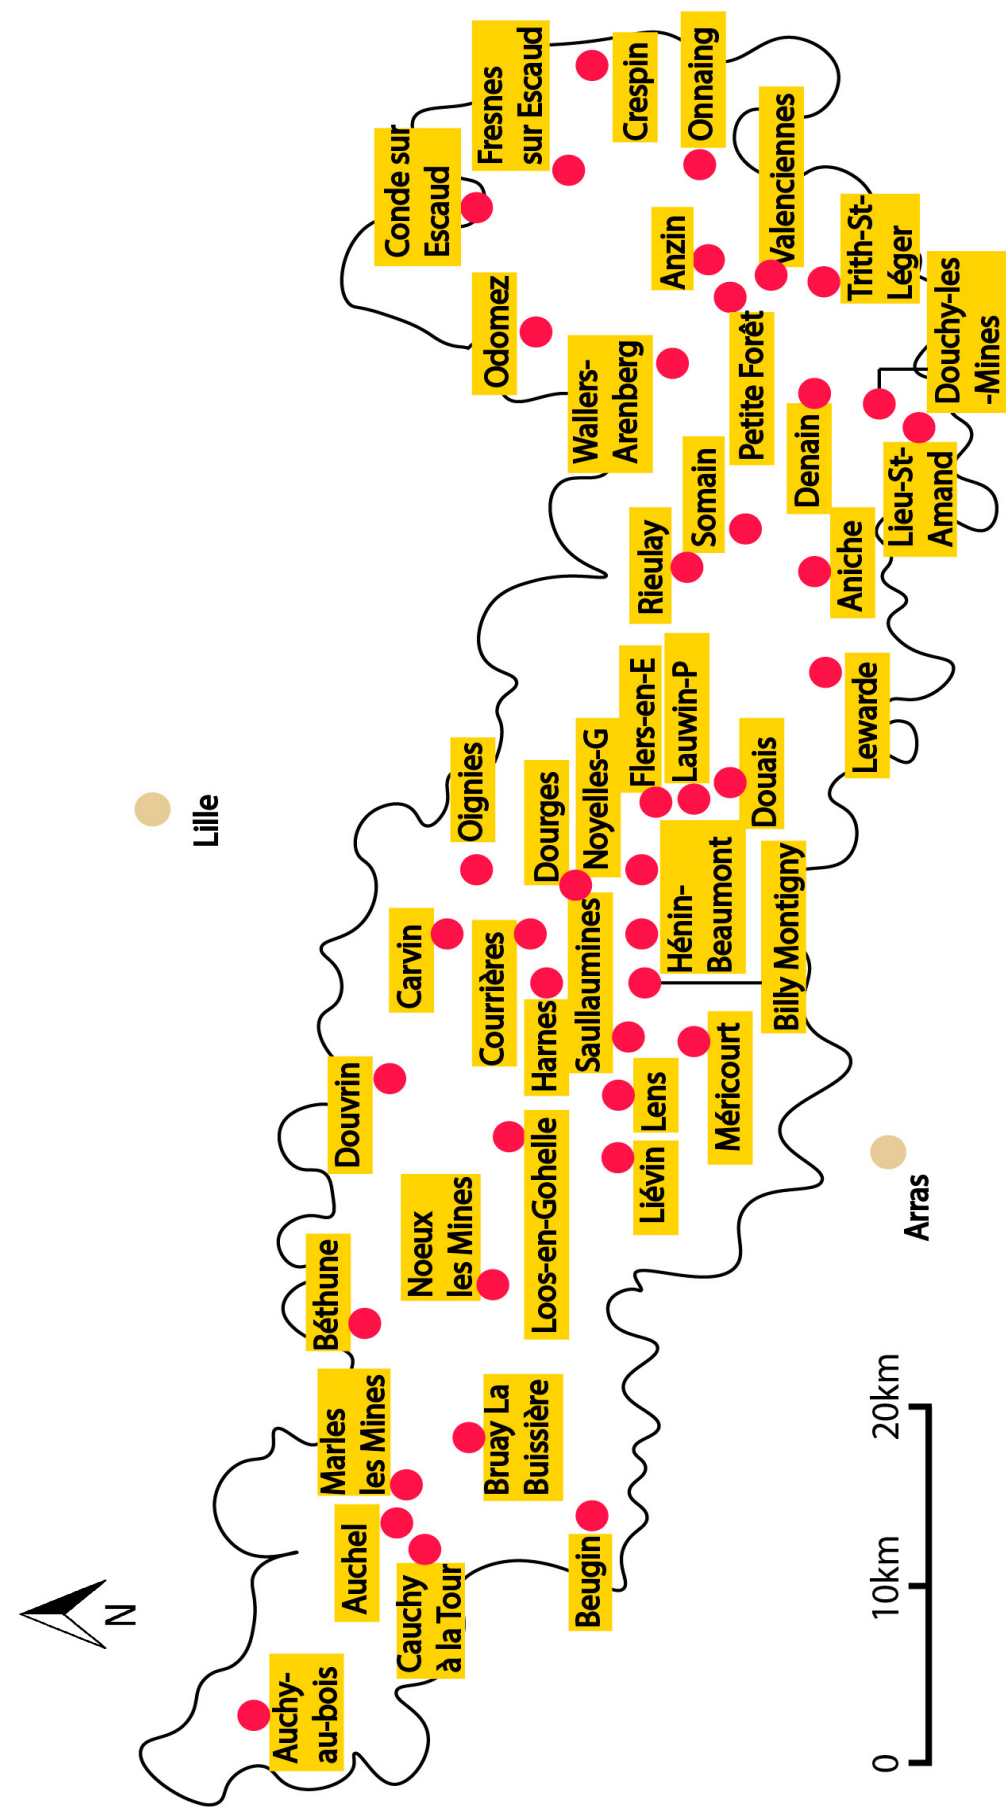 N
Lille
Arras
Auchy-
au-bois
Cauchy
à la Tour
Auchel
Marles
les Mines
Bruay La
Buissière
Beugin
Béthune
Noeux
les Mines
Loos-en-Gohelle
Douvrin
Liévin
Lens
Méricourt
Carvin
Courrières
Harnes
Saullaumines
Billy Montigny
Hénin-
Beaumont
Oignies
Dourges
Noyelles-G
Flers-en-E
Lauwin-P
Douais
Lewarde
Rieulay
Somain
Aniche
Wallers-
Arenberg
Odomez
Petite Forêt
Denain
Lieu-St-
Amand
Douchy-les
-Mines
Conde sur
Escaud
Fresnes
sur Escaud
Crespin
Onnaing
Anzin
Valenciennes
Trith-St-
Léger
0
10km
20km